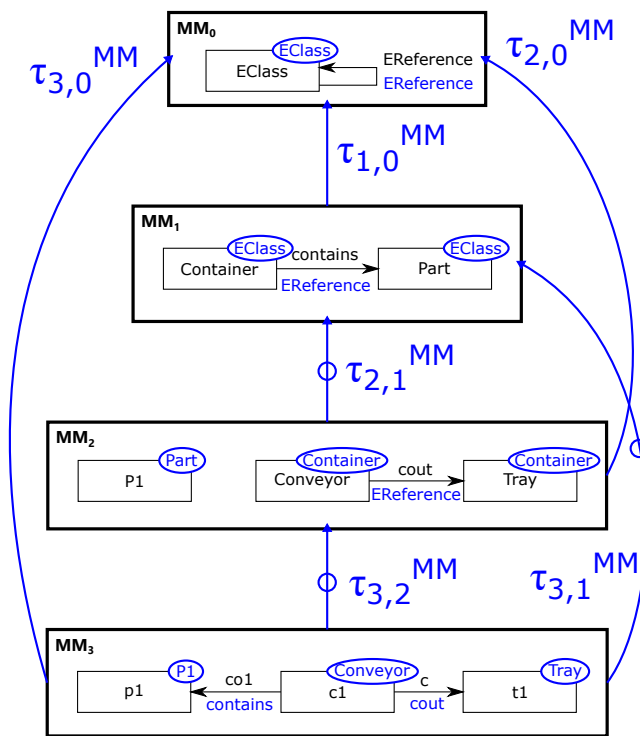 MM₀
EClass
EClass
EReference
EReference
τ₃,₀ᴹᴹ
τ₂,₀ᴹᴹ
τ₁,₀ᴹᴹ
MM₁
EClass
EClass
Container
contains
Part
EReference
τ₂,₁ᴹᴹ
MM₂
Part
Container
Container
P1
Conveyor
cout
Tray
EReference
τ₃,₂ᴹᴹ
τ₃,₁ᴹᴹ
MM₃
P1
Conveyor
Tray
p1
co1
c1
c
t1
contains
cout